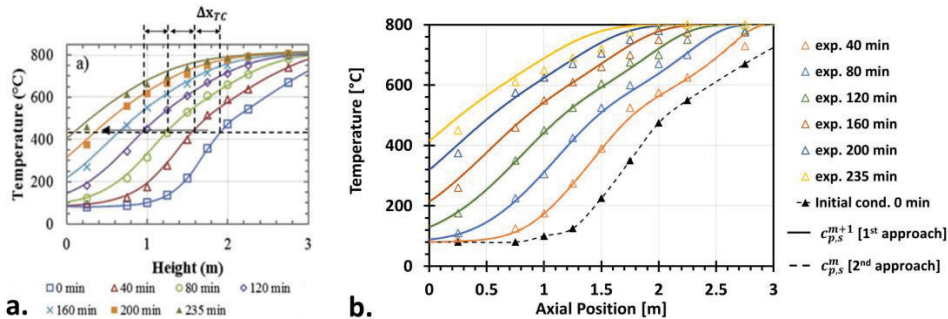 a.
Δx_TC
a)
Temperature (°C)
800
600
400
200
0
0 1 2 3
Height (m)
0 min 40 min 80 min 120 min
160 min 200 min 235 min
b.
Temperature [°C]
800
600
400
200
0
0 0.5 1 1.5 2 2.5 3
Axial Position [m]
exp. 40 min
exp. 80 min
exp. 120 min
exp. 160 min
exp. 200 min
exp. 235 min
Initial cond. 0 min
c_{p,s}^{m+1} [1st approach]
c_{p,s}^{m} [2nd approach]